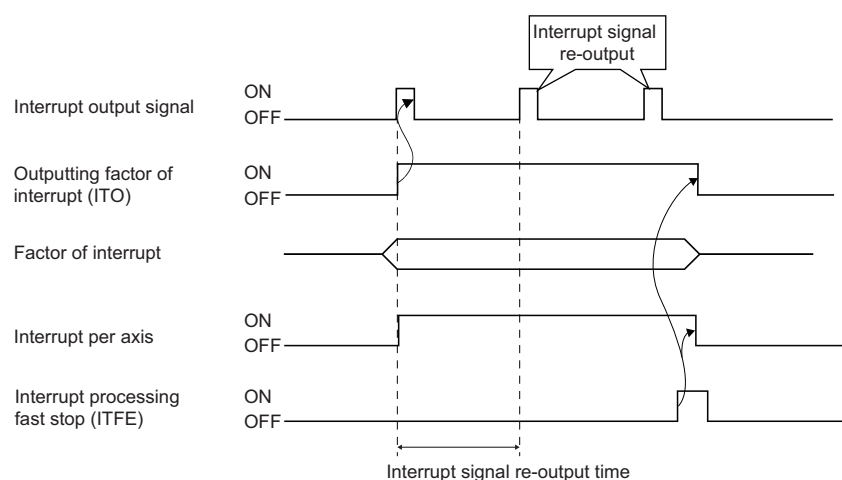 Interrupt signal
re-output
Interrupt output signal
ON
OFF
Outputting factor of
interrupt (ITO)
ON
OFF
Factor of interrupt
Interrupt per axis
ON
OFF
Interrupt processing
fast stop (ITFE)
ON
OFF
Interrupt signal re-output time